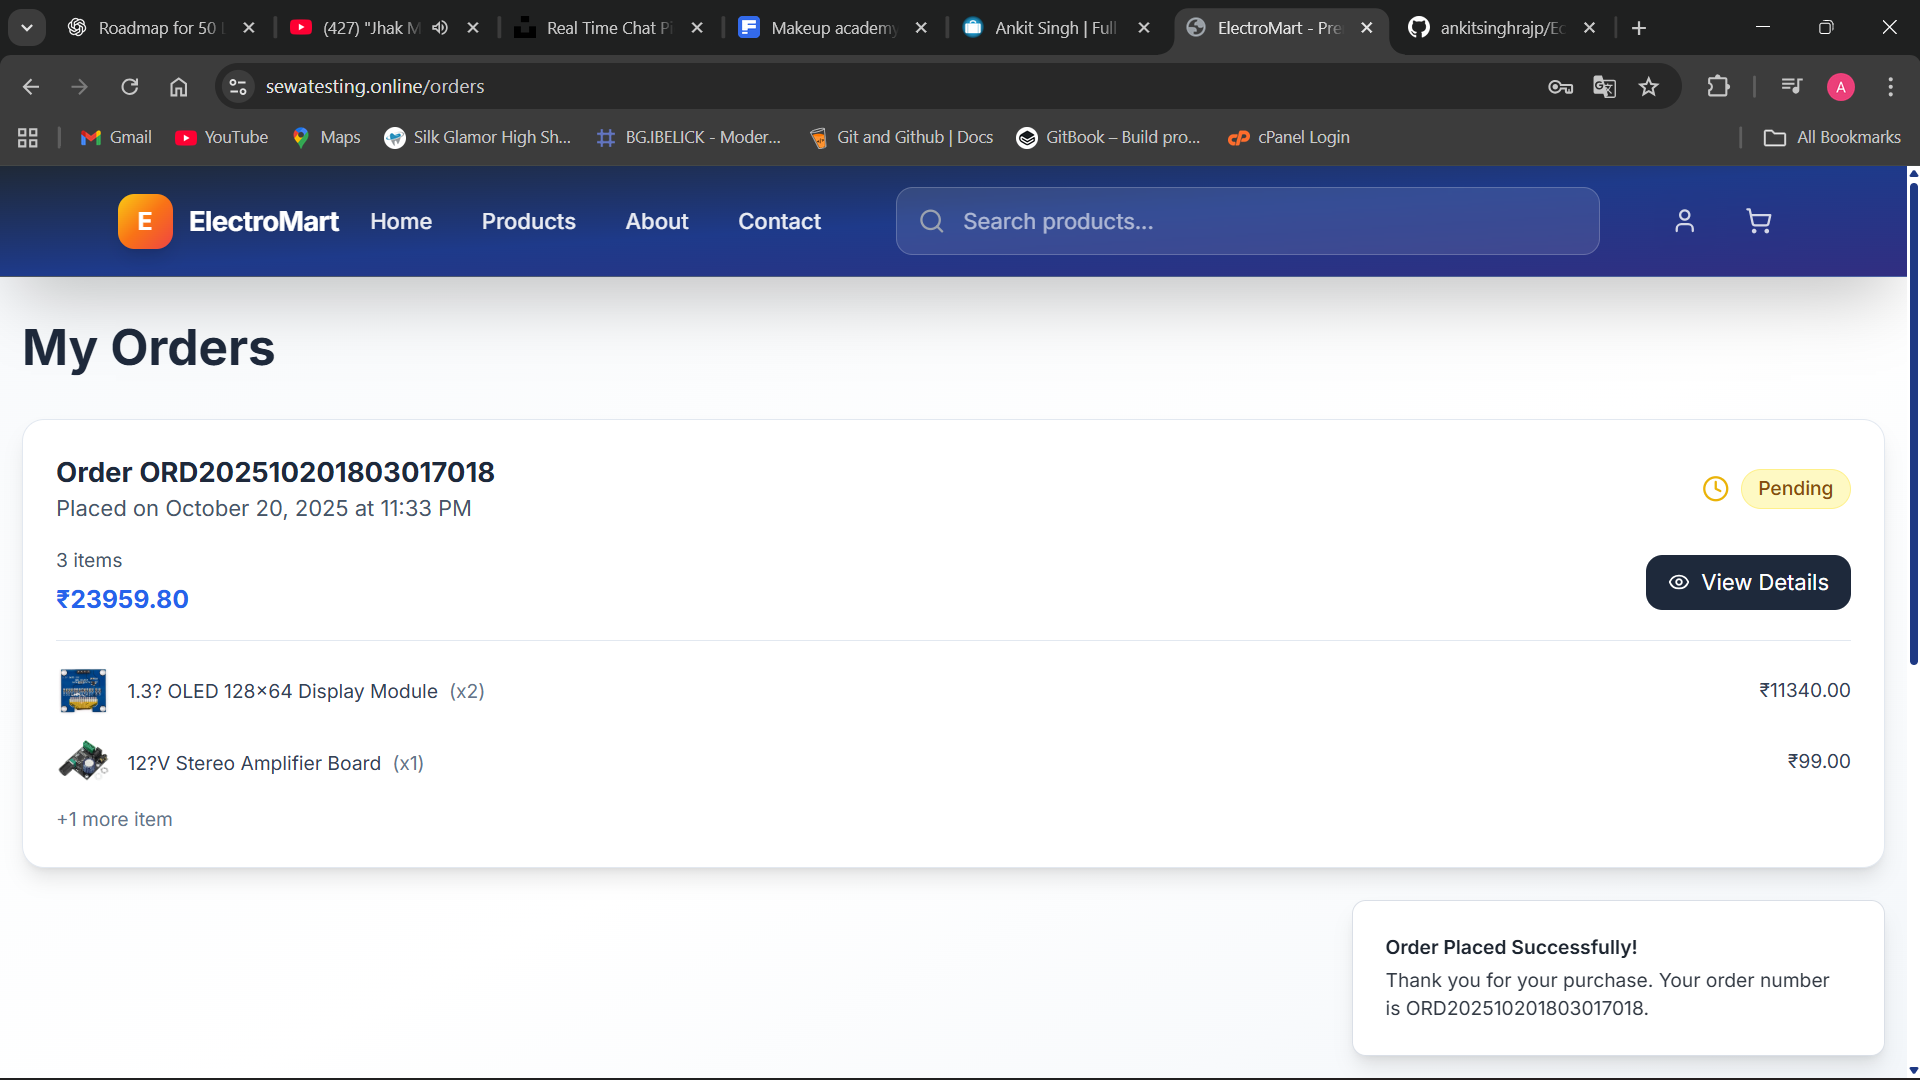 Roadmap for 50 L
(427) "Jhak M
Real Time Chat Pi
Makeup academy
Ankit Singh | Full
ElectroMart - Pre
ankitsinghrajp/Ec
sewatesting.online/orders
A
Gmail
YouTube
Maps
Silk Glamor High Sh...
BG.IBELICK - Moder...
Git and Github | Docs
GitBook – Build pro...
cPanel Login
All Bookmarks
E
ElectroMart
Home
Products
About
Contact
Search products...
My Orders
Order ORD202510201803017018
Placed on October 20, 2025 at 11:33 PM
Pending
3 items
₹23959.80
View Details
1.3? OLED 128×64 Display Module (x2)
₹11340.00
12?V Stereo Amplifier Board (x1)
₹99.00
+1 more item
Order Placed Successfully!
Thank you for your purchase. Your order number
is ORD202510201803017018.